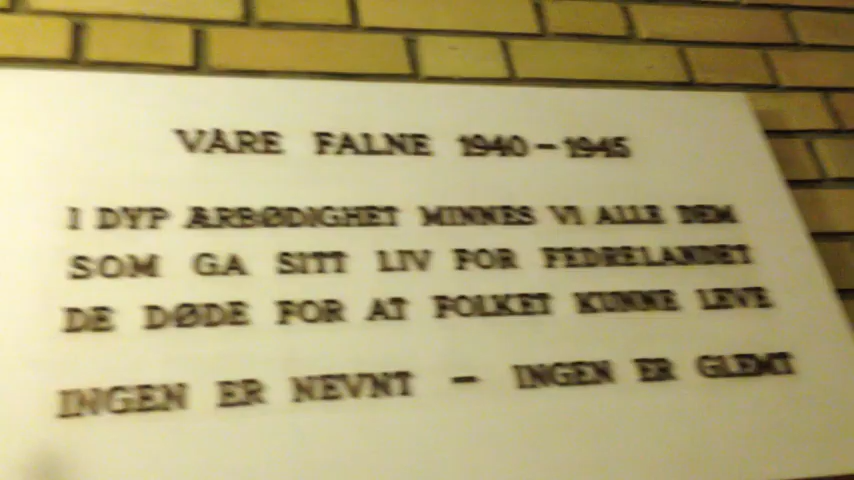 VÅRE FALNE 1940-1945
I DYP ÆRBØDIGHET MINNES VI ALLE DEM
SOM GA SITT LIV FOR FEDRELANDET
DE DØDE FOR AT FOLKET KUNNE LEVE
INGEN ER NEVNT - INGEN ER GLEMT